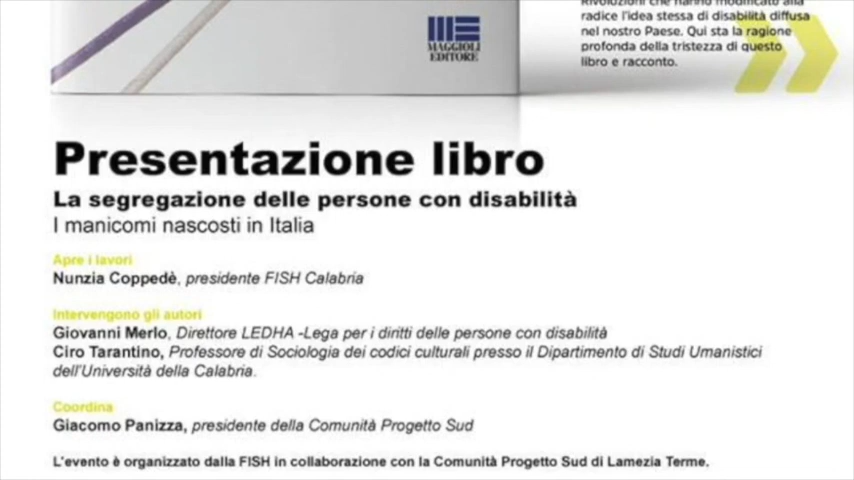 Rivoluzioni che hanno modificato alla
radice l'idea stessa di disabilità diffusa
nel nostro Paese. Qui sta la ragione
profonda della tristezza di questo
libro e racconto.
MAGGIOLI
EDITORE
Presentazione libro
La segregazione delle persone con disabilità
I manicomi nascosti in Italia
Apre i lavori
Nunzia Coppedè, presidente FISH Calabria
Intervengono gli autori
Giovanni Merlo, Direttore LEDHA -Lega per i diritti delle persone con disabilità
Ciro Tarantino, Professore di Sociologia dei codici culturali presso il Dipartimento di Studi Umanistici
dell'Università della Calabria.
Coordina
Giacomo Panizza, presidente della Comunità Progetto Sud
L'evento è organizzato dalla FISH in collaborazione con la Comunità Progetto Sud di Lamezia Terme.